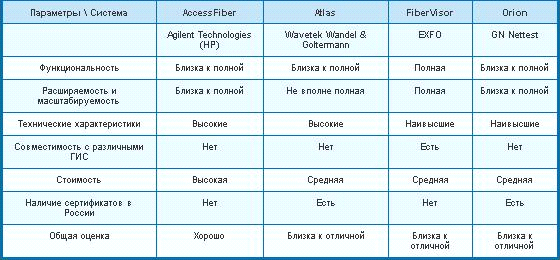 Параметры \ Система AccessFiber Atlas FiberVisor Orion
Agilent Technologies (HP) Wavetek Wandel & Goltermann EXFO GN Nettest
Функциональность Близка к полной Близка к полной Полная Близка к полной
Расширяемость и масштабируемость Близка к полной Не вполне полная Полная Близка к полной
Технические характеристики Высокие Высокие Наивысшие Наивысшие
Совместимость с различными ГИС Нет Нет Есть Нет
Стоимость Высокая Средняя Средняя Средняя
Наличие сертификатов в России Нет Есть Нет Есть
Общая оценка Хорошо Близка к отличной Близка к отличной Близка к отличной